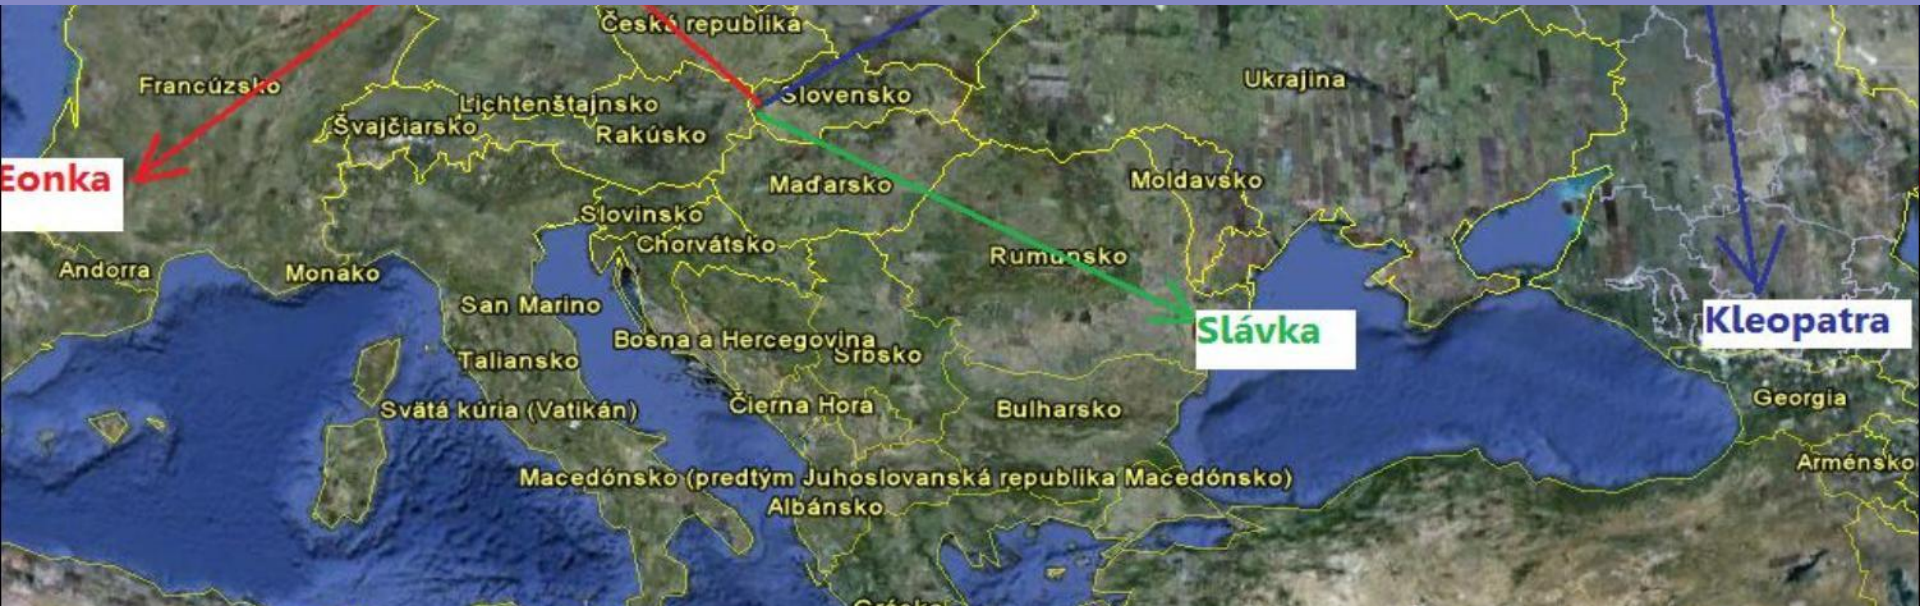 Česká republika
Francúzsko
Ukrajina
Slovensko
Lichtenštajnsko
Švajčiarsko
Rakúsko
Eonka
Maďarsko
Moldavsko
Slovinsko
Chorvátsko
Rumunsko
Andorra
Monako
San Marino
Slávka
Kleopatra
Bosna a Hercegovina
Srbsko
Taliansko
Georgia
Svätá kúria (Vatikán)
Čierna Hora
Bulharsko
Arménsko
Macedónsko (predtým Juhoslovanská republika Macedónsko)
Albánsko